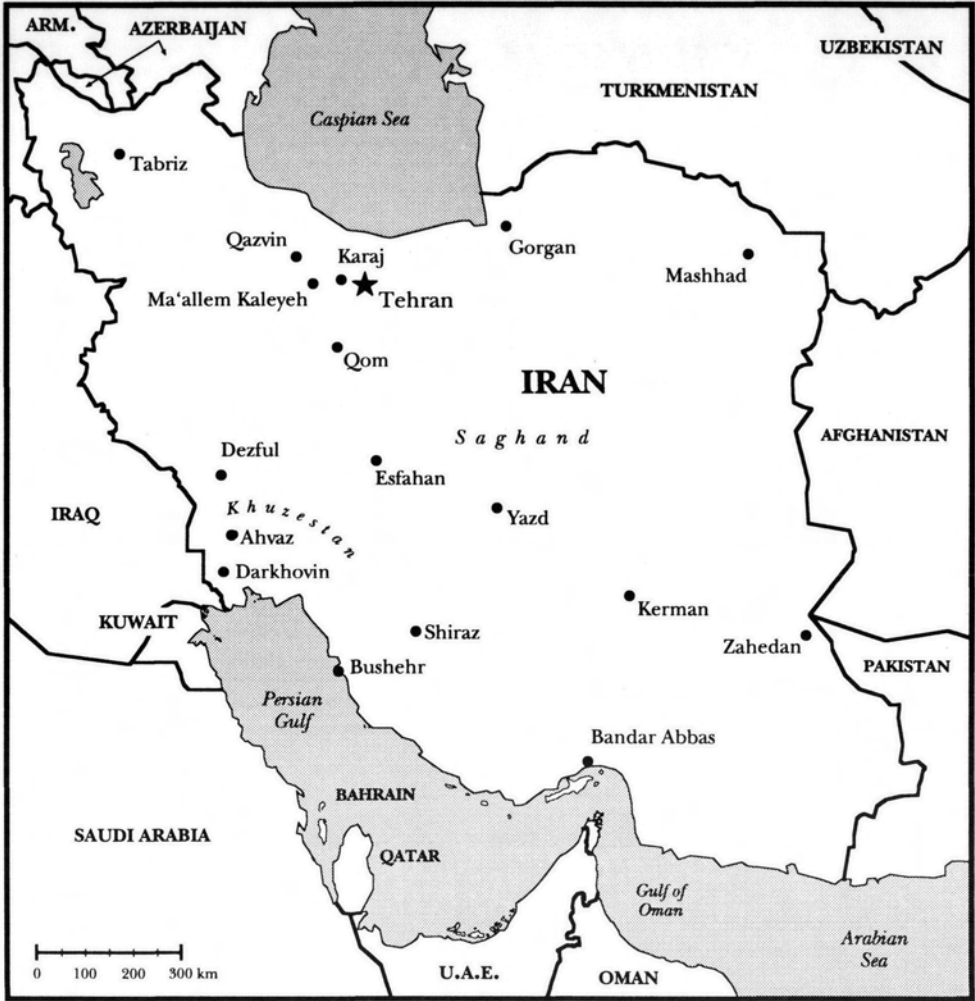 ARM.
AZERBAIJAN
UZBEKISTAN
TURKMENISTAN
Caspian Sea
Tabriz
Qazvin
Karaj
Gorgan
Mashhad
Ma‘allem Kaleyeh
Tehran
Qom
IRAN
Saghand
AFGHANISTAN
Dezful
Esfahan
IRAQ
Khuzestan
Yazd
Ahvaz
Darkhovin
KUWAIT
Kerman
Shiraz
Zahedan
PAKISTAN
Bushehr
Persian
Gulf
Bandar Abbas
BAHRAIN
SAUDI ARABIA
QATAR
Gulf of
Oman
Arabian
Sea
0 100 200 300 km
U.A.E.
OMAN